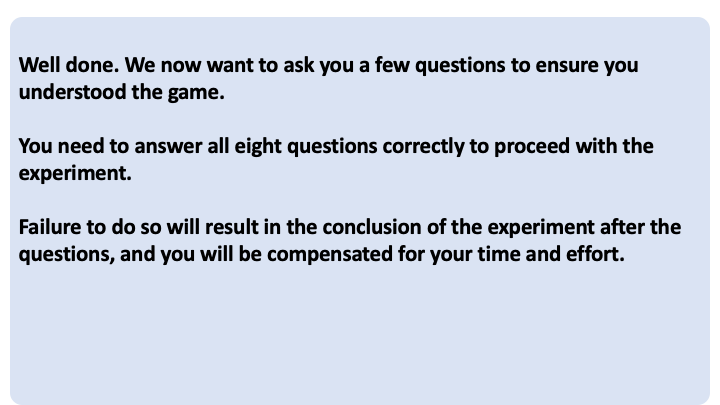 Well done. We now want to ask you a few questions to ensure you
understood the game.
You need to answer all eight questions correctly to proceed with the
experiment.
Failure to do so will result in the conclusion of the experiment after the
questions, and you will be compensated for your time and effort.